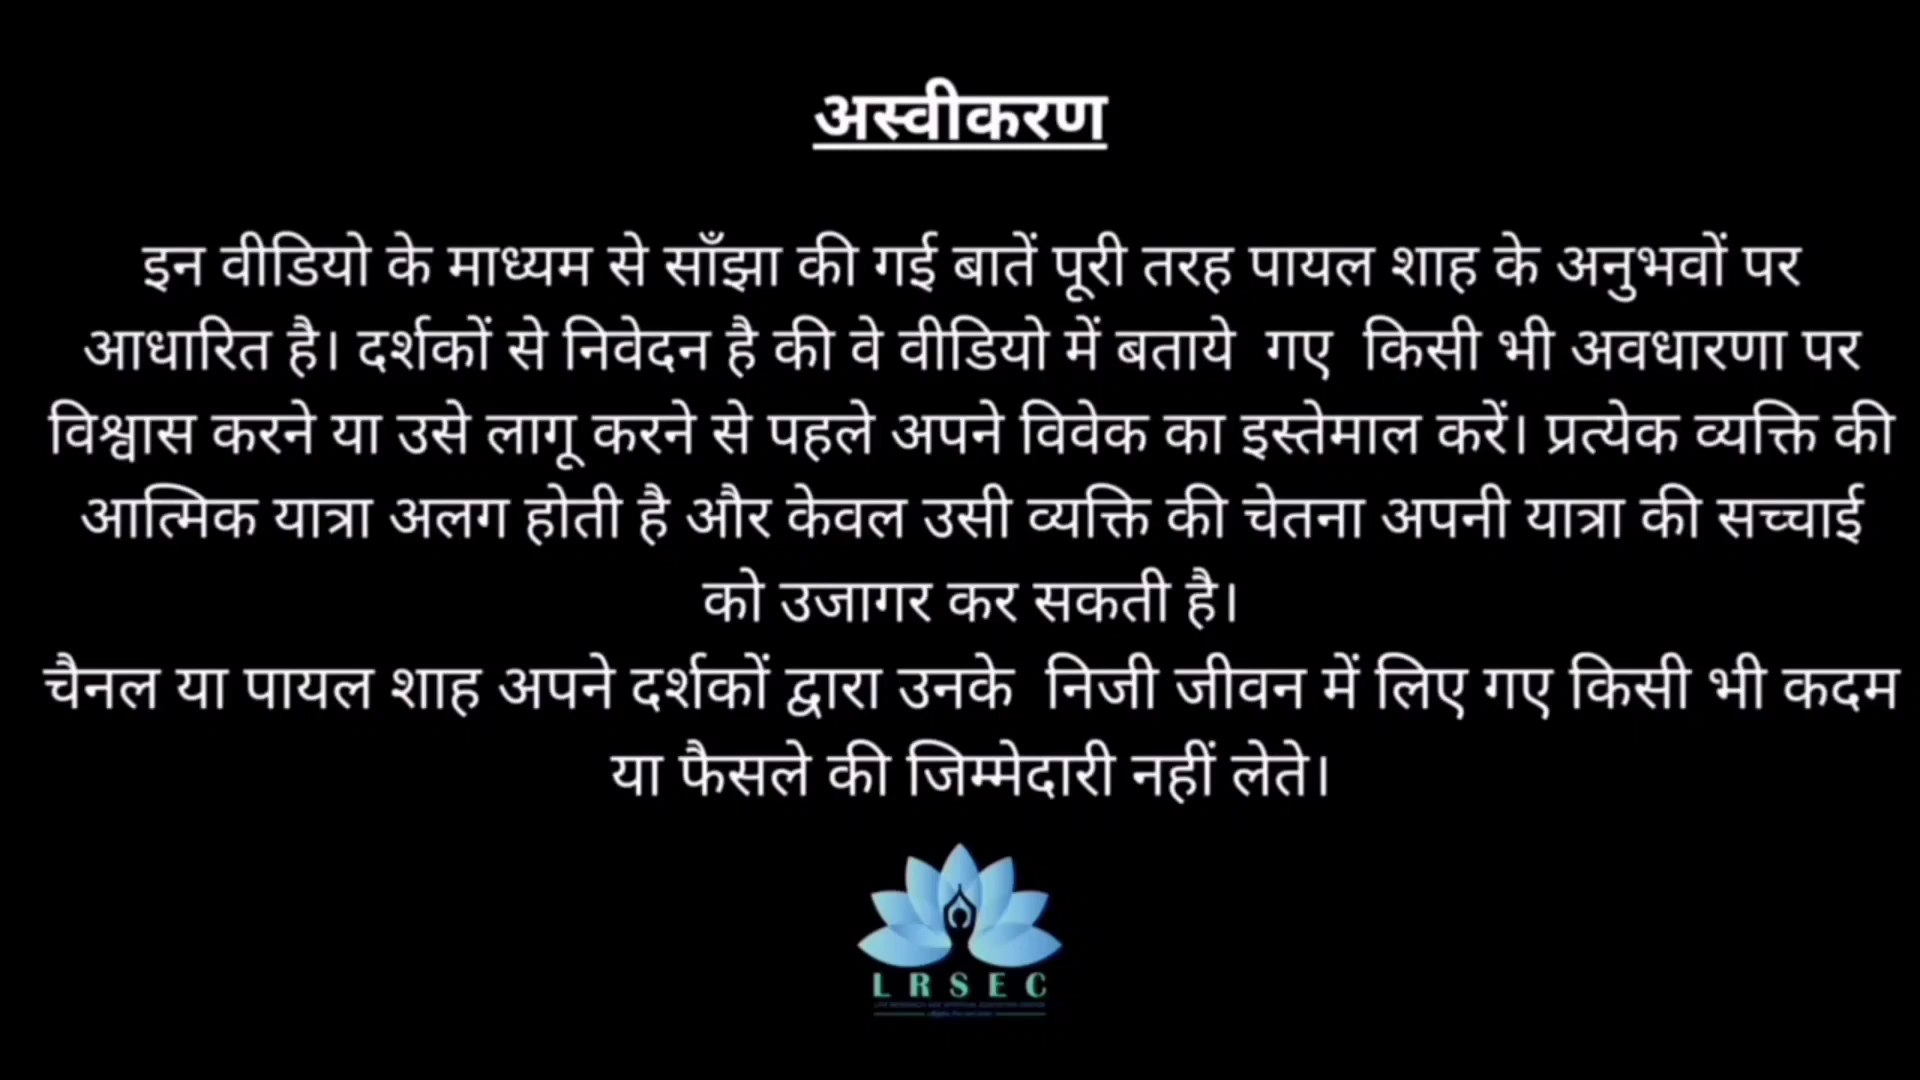 अस्वीकरण
इन वीडियो के माध्यम से साँझा की गई बातें पूरी तरह पायल शाह के अनुभवों पर
आधारित है। दर्शकों से निवेदन है की वे वीडियो में बताये  गए  किसी भी अवधारणा पर
विश्वास करने या उसे लागू करने से पहले अपने विवेक का इस्तेमाल करें। प्रत्येक व्यक्ति की
आत्मिक यात्रा अलग होती है और केवल उसी व्यक्ति की चेतना अपनी यात्रा की सच्चाई
को उजागर कर सकती है।
चैनल या पायल शाह अपने दर्शकों द्वारा उनके  निजी जीवन में लिए गए किसी भी कदम
या फैसले की जिम्मेदारी नहीं लेते।
LRSEC